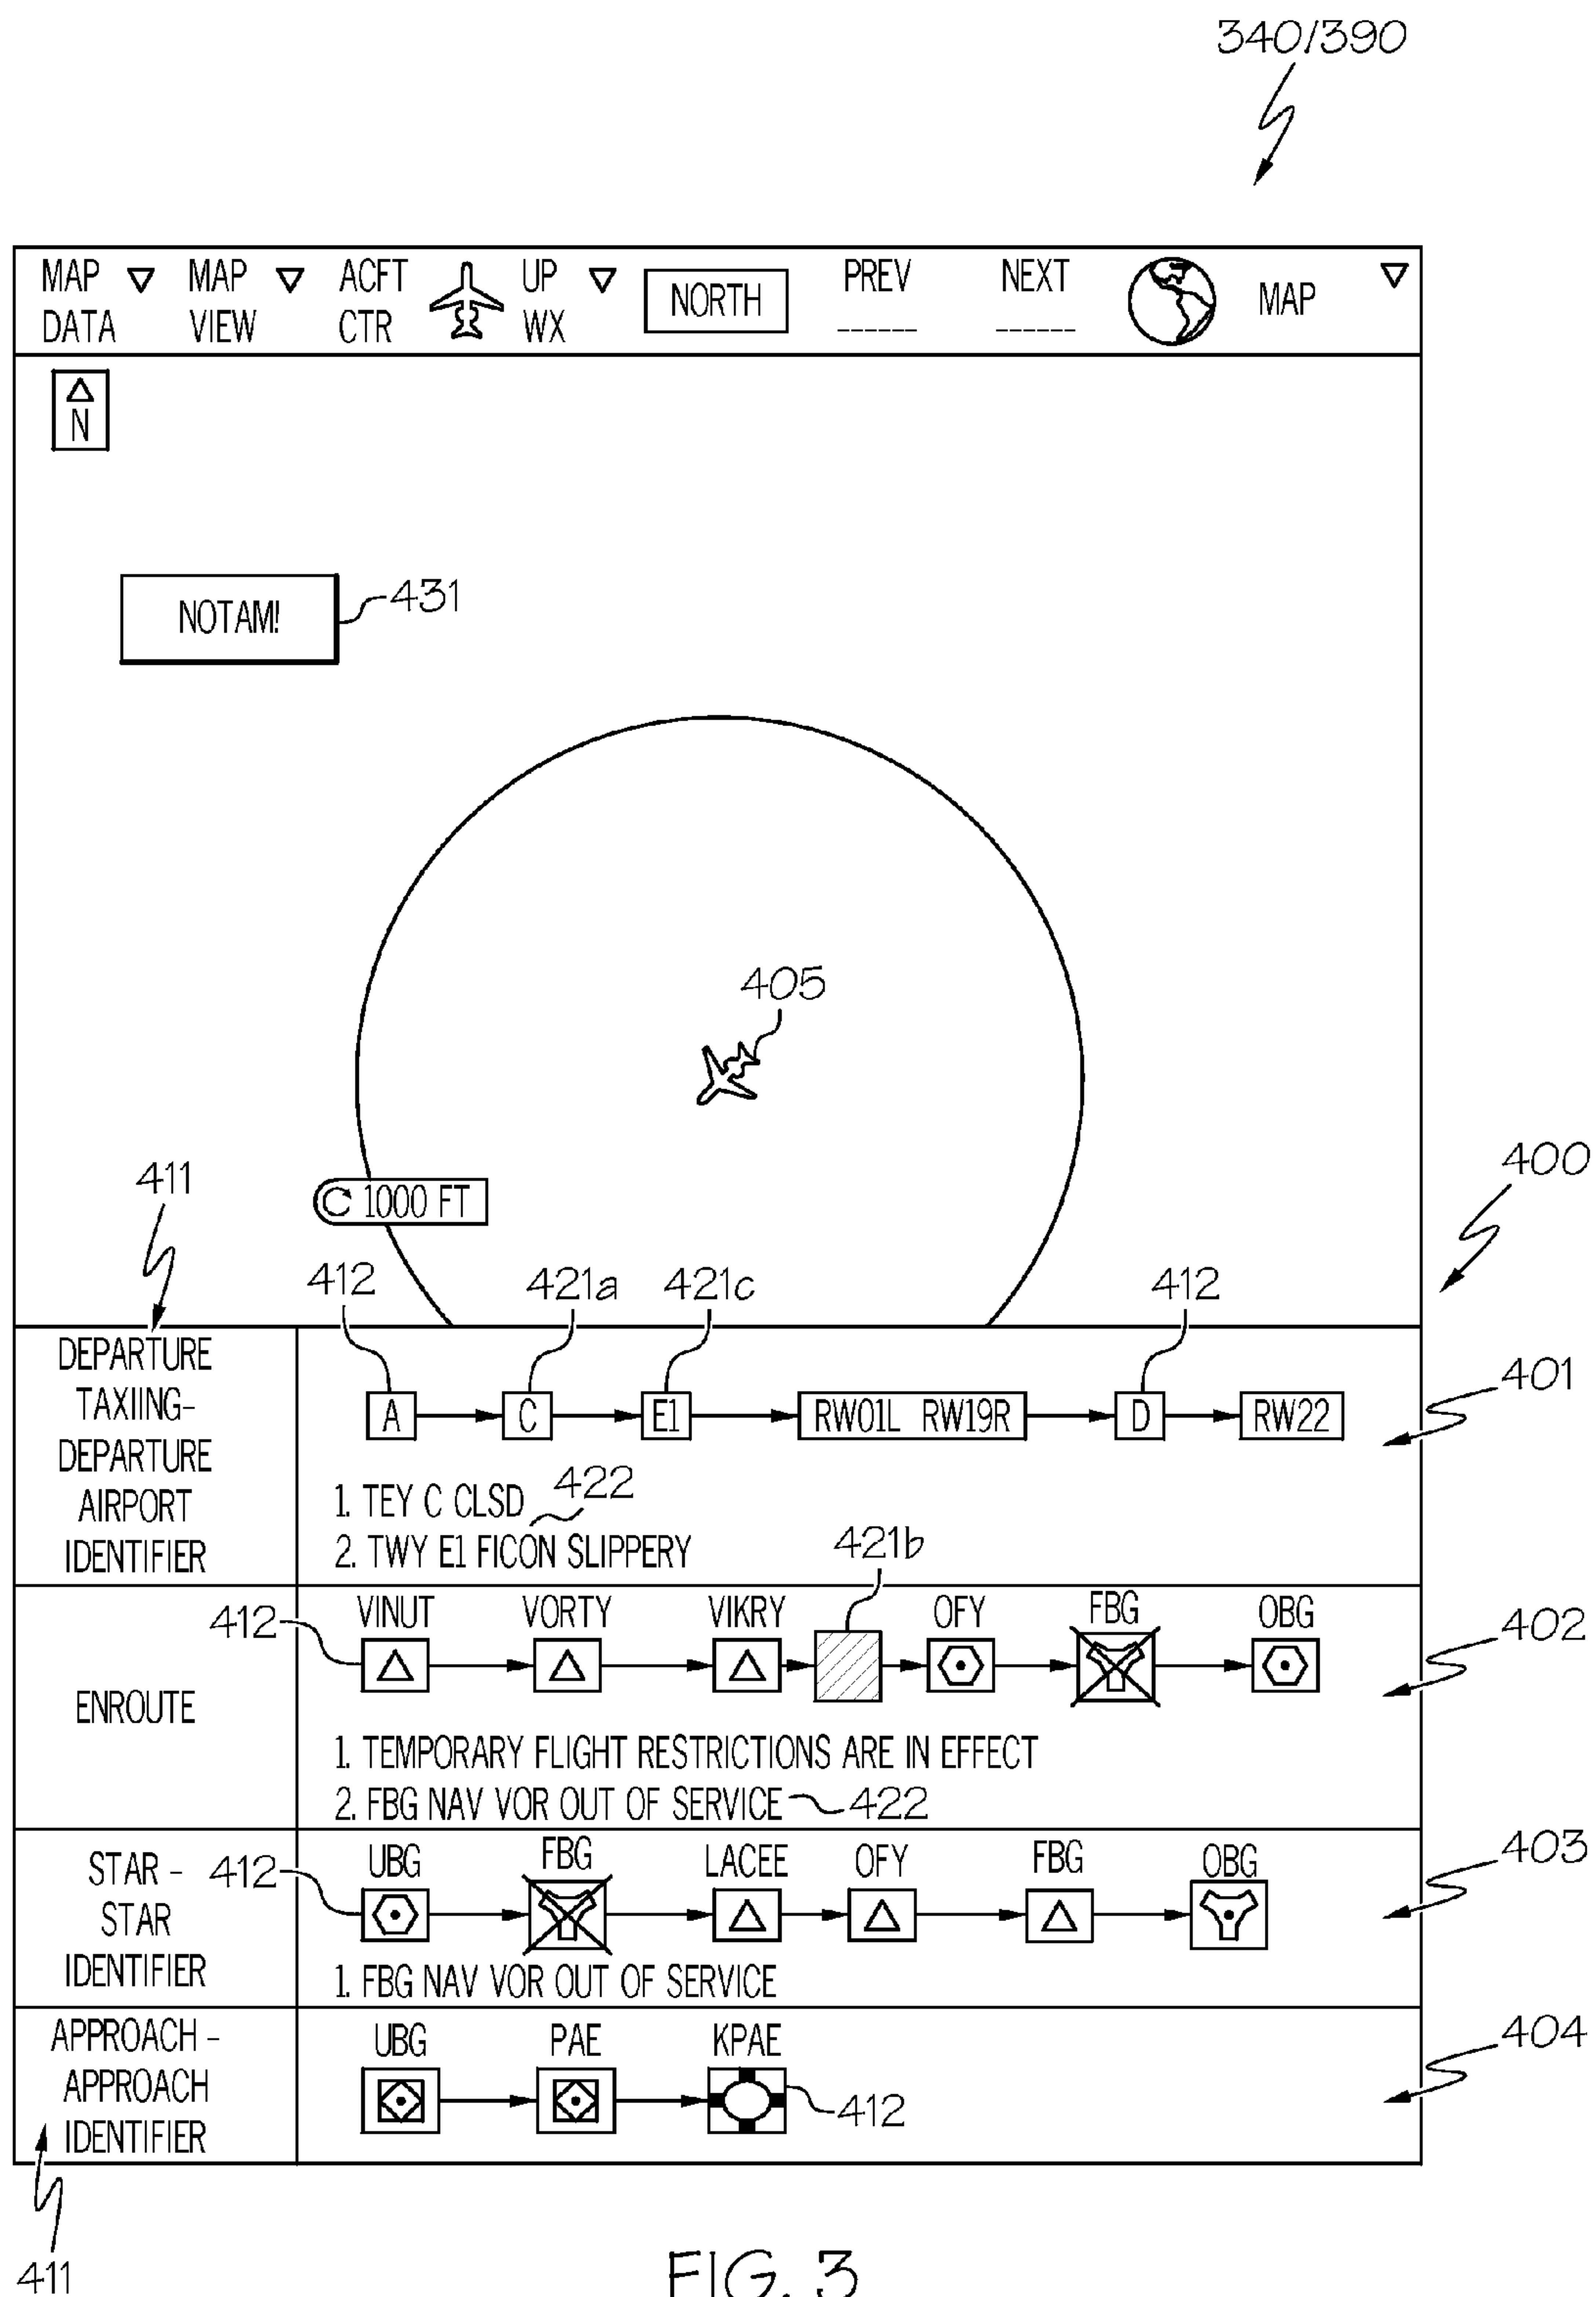 340/390
MAP DATA
MAP VIEW
ACFT CTR
UP WX
NORTH
PREV ------
NEXT ------
MAP
N
NOTAM!
431
405
400
411
1000 FT
412
421a
421c
412
DEPARTURE
TAXIING-
DEPARTURE
AIRPORT
IDENTIFIER
A
C
E1
RW01L RW19R
D
RW22
401
1. TEY C CLSD
422
2. TWY E1 FICON SLIPPERY
421b
ENROUTE
412
VINUT
VORTY
VIKRY
OFY
FBG
OBG
402
1. TEMPORARY FLIGHT RESTRICTIONS ARE IN EFFECT
2. FBG NAV VOR OUT OF SERVICE
422
STAR -
STAR
IDENTIFIER
412
UBG
FBG
LACEE
OFY
FBG
OBG
403
1. FBG NAV VOR OUT OF SERVICE
APPROACH -
APPROACH
IDENTIFIER
UBG
PAE
KPAE
412
404
411
FIG. 3